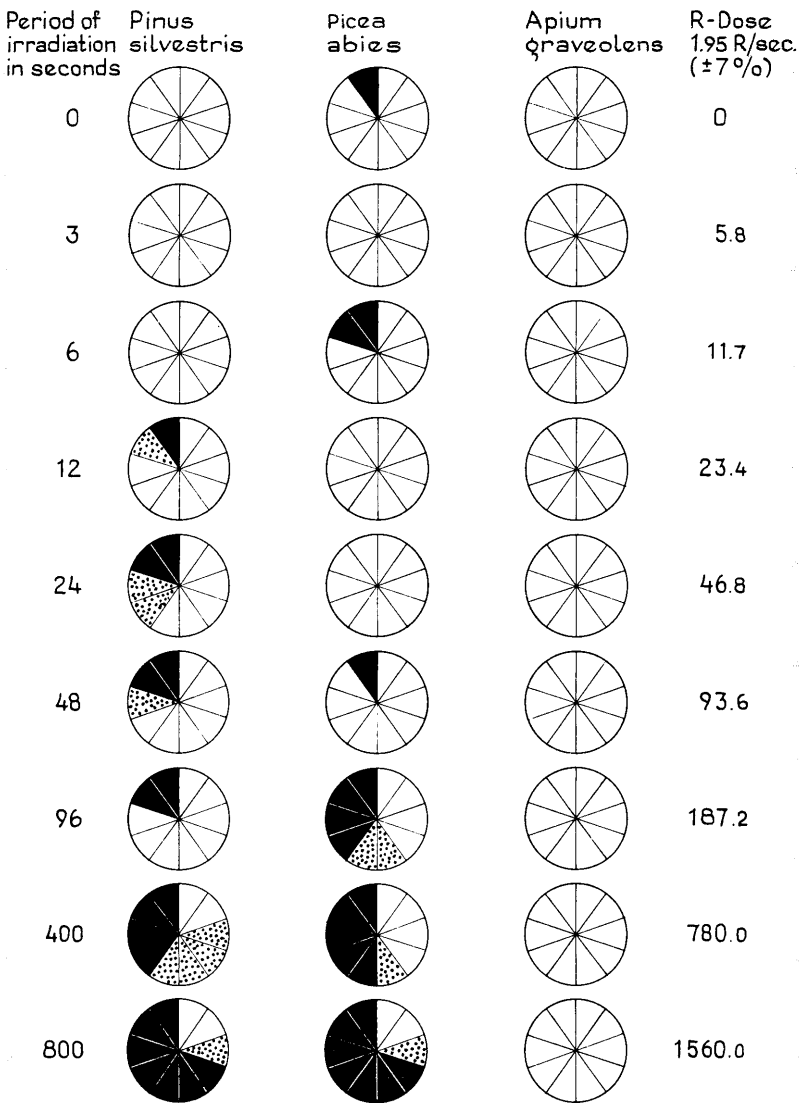 Period of irradiation in seconds
Pinus silvestris
Picea abies
Apium graveolens
R-Dose 1.95 R/sec. (±7%)
0 0
3 5.8
6 11.7
12 23.4
24 46.8
48 93.6
96 187.2
400 780.0
800 1560.0